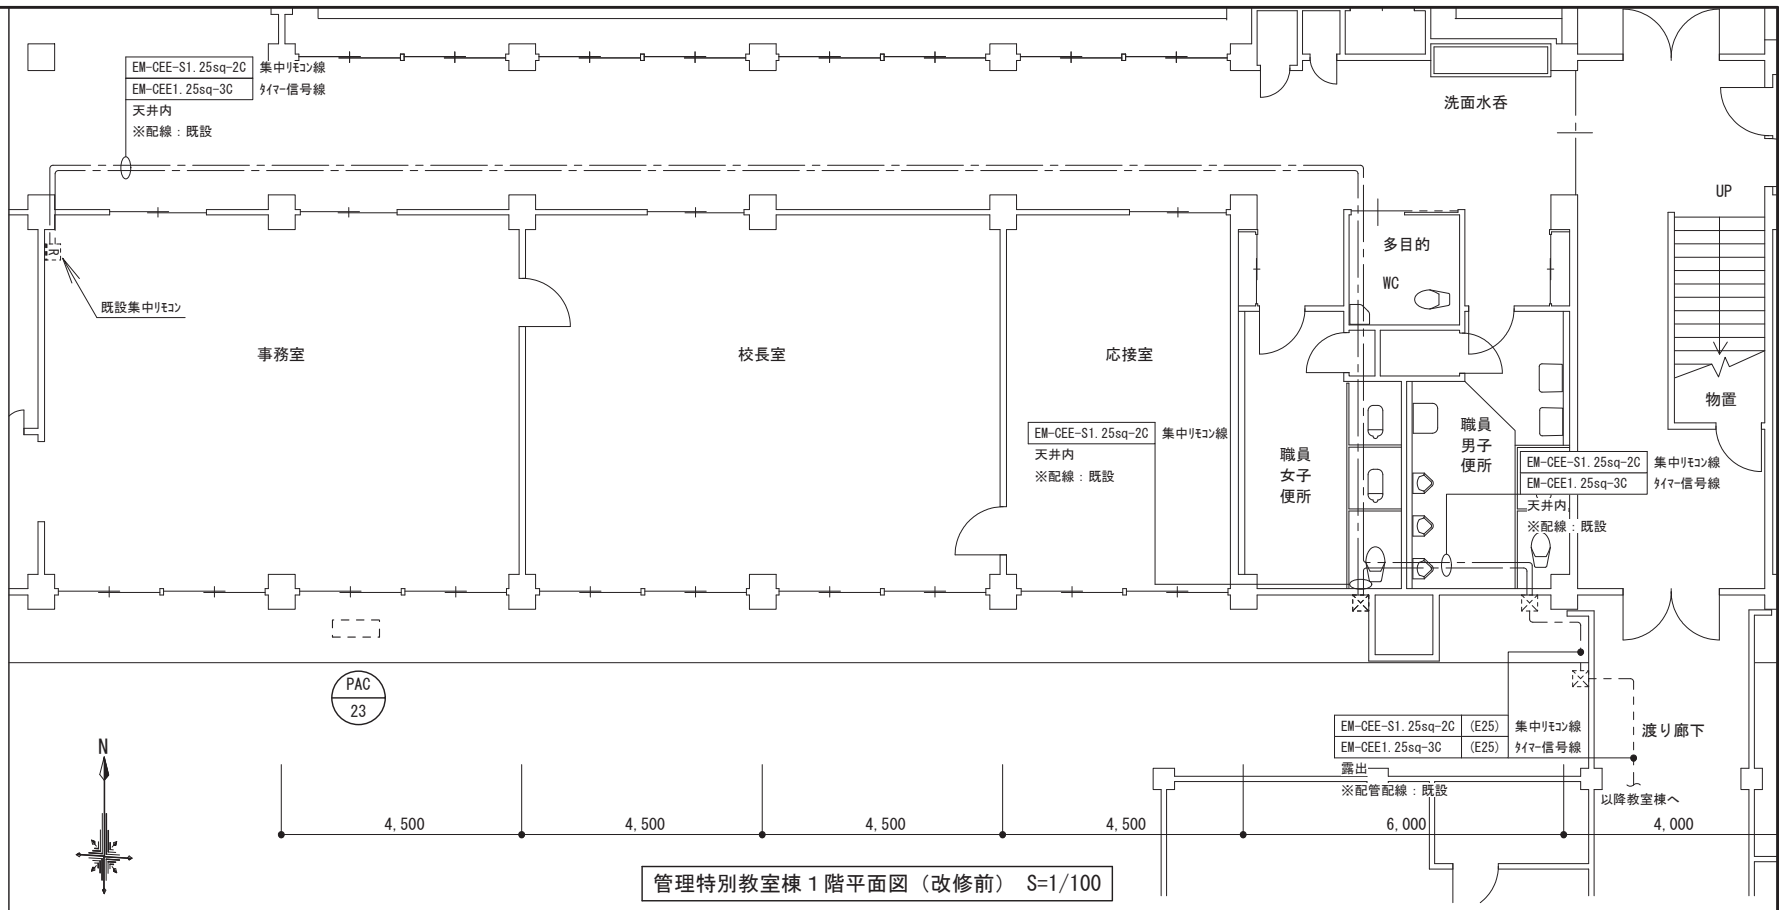 EM-CEE-S1.25sq-2C 集中ﾘﾓｺﾝ線
EM-CEE1.25sq-3C ﾀｲﾏｰ信号線
天井内
※配線：既設
洗面水呑
UP
多目的
WC
R
既設集中ﾘﾓｺﾝ
事務室
校長室
応接室
物置
EM-CEE-S1.25sq-2C 集中ﾘﾓｺﾝ線
天井内
※配線：既設
職員
女子
便所
職員
男子
便所
EM-CEE-S1.25sq-2C 集中ﾘﾓｺﾝ線
EM-CEE1.25sq-3C ﾀｲﾏｰ信号線
天井内
※配線：既設
PAC
23
EM-CEE-S1.25sq-2C (E25) 集中ﾘﾓｺﾝ線
EM-CEE1.25sq-3C (E25) ﾀｲﾏｰ信号線
露出
※配管配線：既設
渡り廊下
以降教室棟へ
N
4,500 4,500 4,500 4,500 6,000 4,000
管理特別教室棟１階平面図（改修前） S=1/100